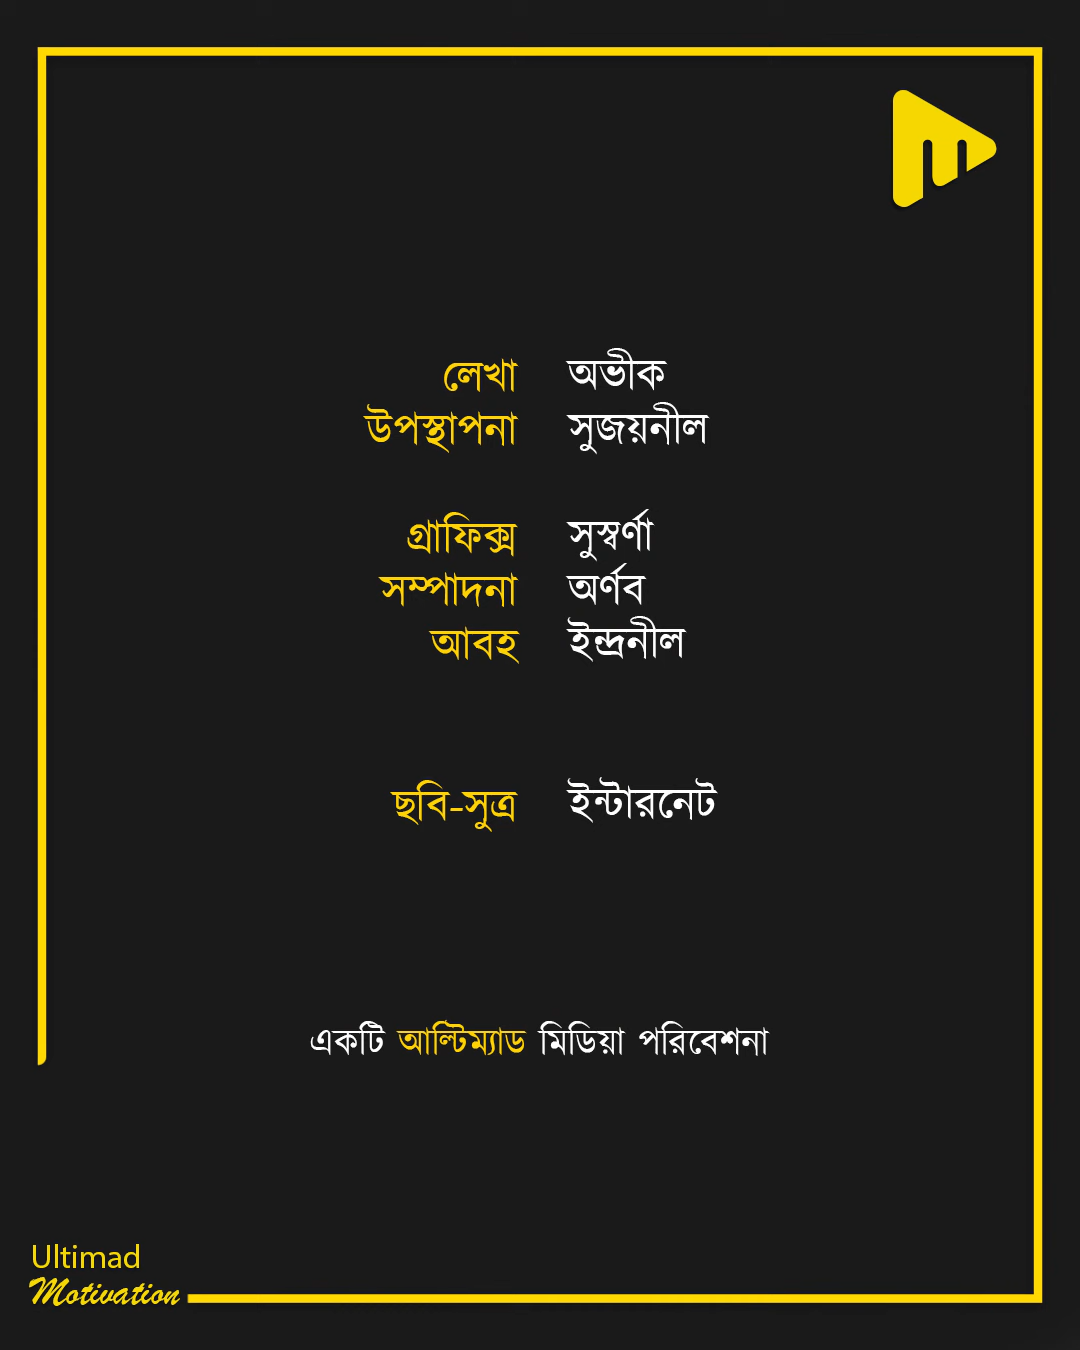 লেখা অভীক
উপস্থাপনা সুজয়নীল
গ্রাফিক্স সুস্বর্ণা
সম্পাদনা অর্ণব
আবহ ইন্দ্রনীল
ছবি-সুত্র ইন্টারনেট
একটি আল্টিম্যাড মিডিয়া পরিবেশনা
Ultimad
Motivation